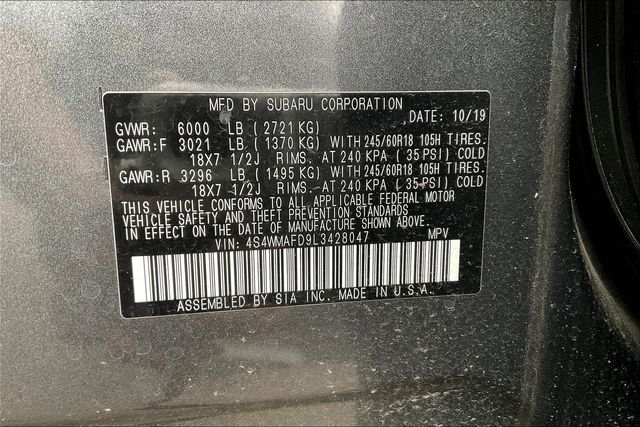 MFD BY SUBARU CORPORATION
DATE: 10/19
GVWR: 6000 LB (2721 KG)
GAWR:F 3021 LB (1370 KG) WITH 245/60R18 105H TIRES.
18X7 1/2J RIMS. AT 240 KPA (35 PSI) COLD
GAWR:R 3296 LB (1495 KG) WITH 245/60R18 105H TIRES.
18X7 1/2J RIMS. AT 240 KPA (35 PSI) COLD
THIS VEHICLE CONFORMS TO ALL APPLICABLE FEDERAL MOTOR
VEHICLE SAFETY AND THEFT PREVENTION STANDARDS
IN EFFECT ON THE DATE OF MANUFACTURE SHOWN ABOVE.
VIN: 4S4WMAFD9L3428047 MPV
ASSEMBLED BY SIA INC. MADE IN U.S.A.